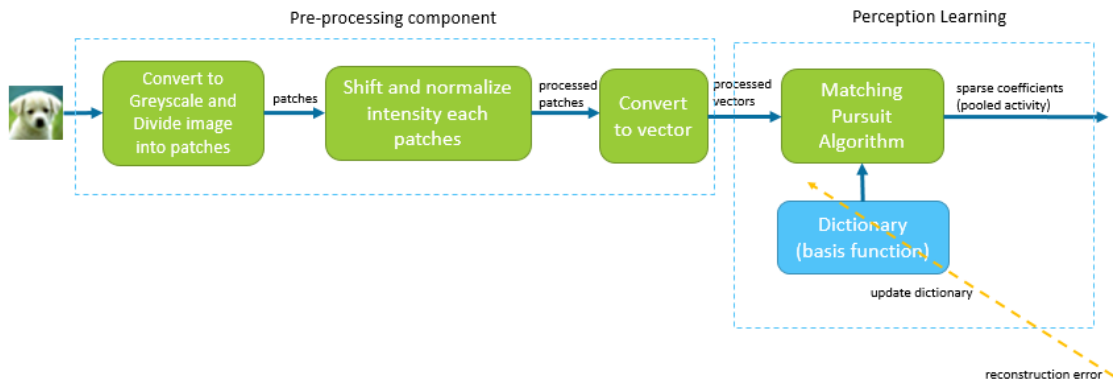 Pre-processing component
Perception Learning
Convert to
Greyscale and
Divide image
into patches
patches
Shift and normalize
intensity each
patches
processed
patches
Convert
to vector
processed
vectors
Matching
Pursuit
Algorithm
sparse coefficients
(pooled activity)
Dictionary
(basis function)
update dictionary
reconstruction error